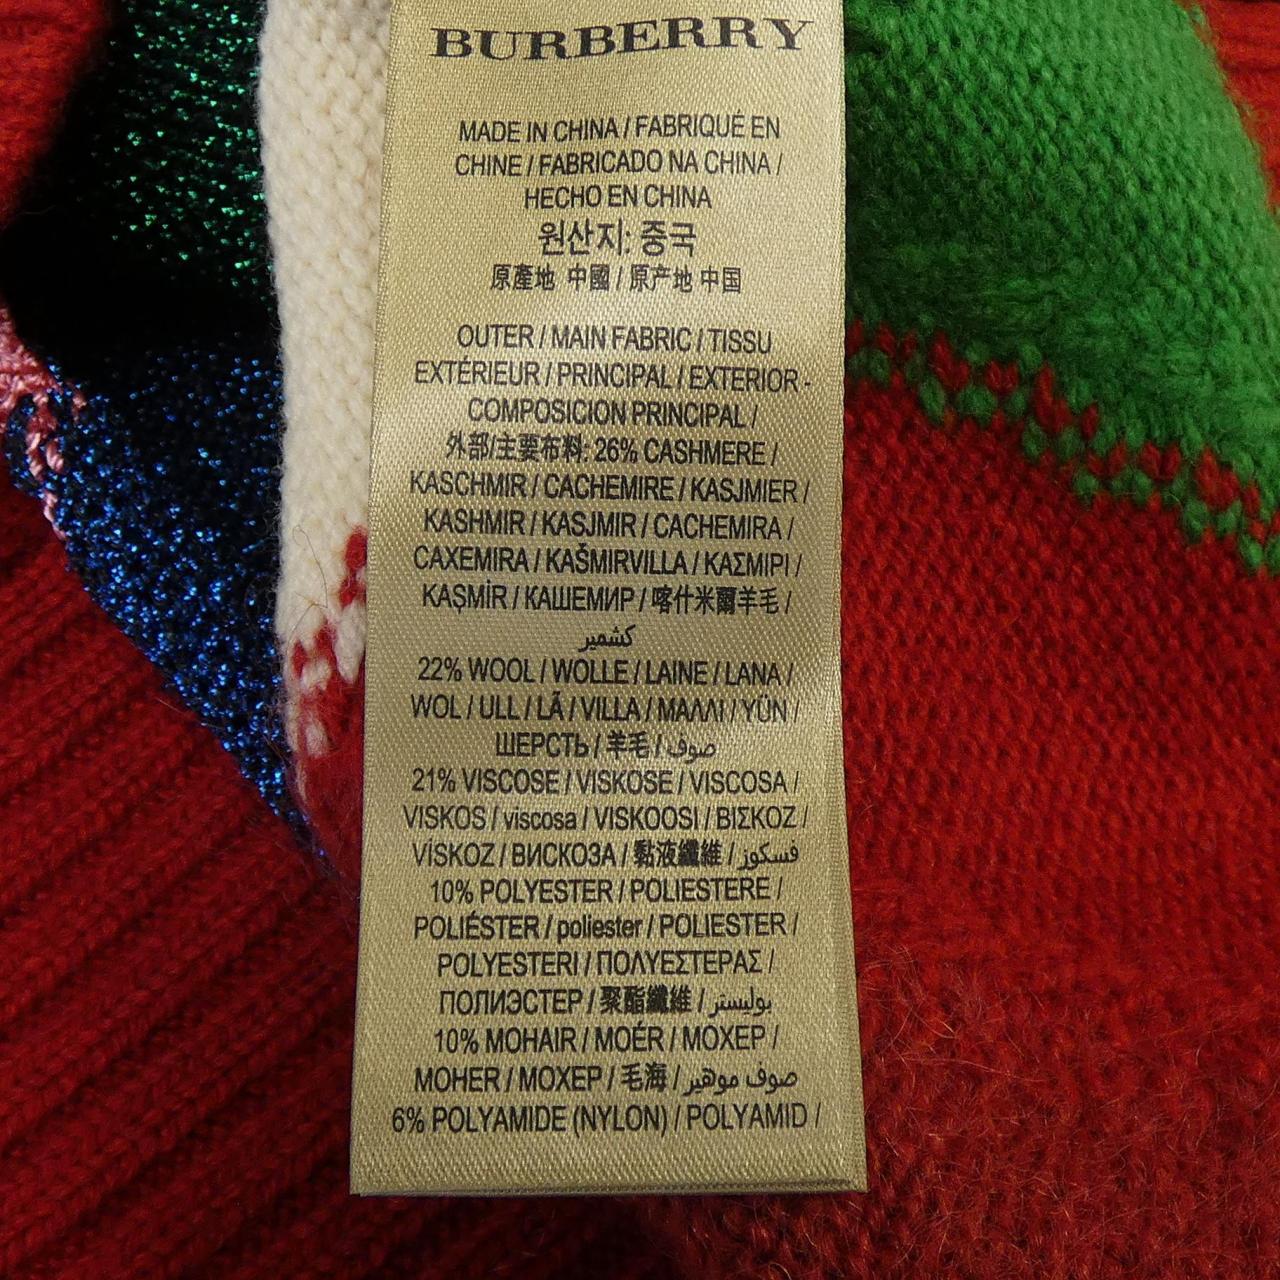 BURBERRY
MADE IN CHINA / FABRIQUÉ EN
CHINE / FABRICADO NA CHINA /
HECHO EN CHINA
원산지: 중국
原產地 中國 / 原产地 中国
OUTER / MAIN FABRIC / TISSU
EXTÉRIEUR / PRINCIPAL / EXTERIOR -
COMPOSICION PRINCIPAL /
外部/主要布料: 26% CASHMERE /
KASCHMIR / CACHEMIRE / KASJMIER /
KASHMIR / KASJMIR / CACHEMIRA /
CAXEMIRA / KAŠMIRVILLA / ΚΑΣΜΙΡΙ /
KAŞMİR / КАШЕМИР / 喀什米爾羊毛 /
كشمير
22% WOOL / WOLLE / LAINE / LANA /
WOL / ULL / LÃ / VILLA / ΜΑΛΛΙ / YÜN /
ШЕРСТЬ / 羊毛 / صوف
21% VISCOSE / VISKOSE / VISCOSA /
VISKOS / viscosa / VISKOOSI / ΒΙΣΚΟΖ /
VİSKOZ / ВИСКОЗА / 黏液纖維 / فسكوز
10% POLYESTER / POLIESTERE /
POLIÉSTER / poliester / POLIESTER /
POLYESTERI / ΠΟΛΥΕΣΤΕΡΑΣ /
ПОЛИЭСТЕР / 聚酯纖維 / بوليستر
10% MOHAIR / MOÉR / ΜΟΧΕΡ /
MOHER / МОХЕР / 毛海 / صوف موهير
6% POLYAMIDE (NYLON) / POLYAMID /